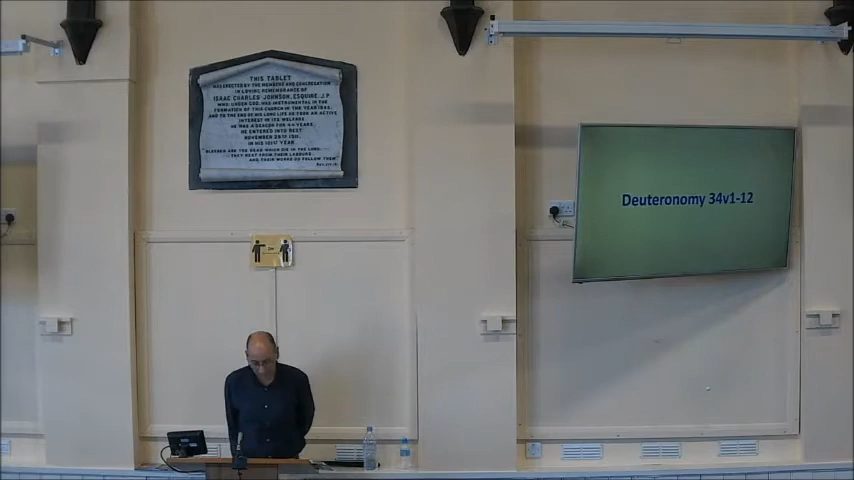 THIS TABLET
WAS ERECTED BY THE MEMBERS AND CONGREGATION
IN LOVING REMEMBRANCE OF
ISAAC CHARLES JOHNSON, ESQUIRE, J.P.
WHO, UNDER GOD, WAS INSTRUMENTAL IN THE
FORMATION OF THIS CHURCH IN THE YEAR
AND TO THE END OF HIS LONG LIFE HE TOOK AN ACTIVE
INTEREST IN ITS WELFARE
HE WAS A DEACON FOR 44 YEARS.
HE ENTERED INTO REST
NOVEMBER 29TH 1911,
IN HIS 101ST YEAR.
BLESSED ARE THE DEAD WHICH DIE IN THE LORD,
THEY REST FROM THEIR LABOURS,
AND THEIR WORKS DO FOLLOW THEM
Deuteronomy 34v1-12